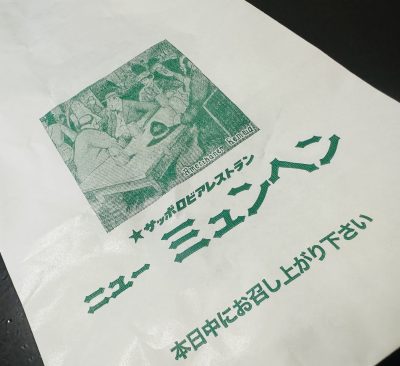 ★サッポロビアレストラン
ニユー ミュンヘン
本日中にお召し上がり下さい